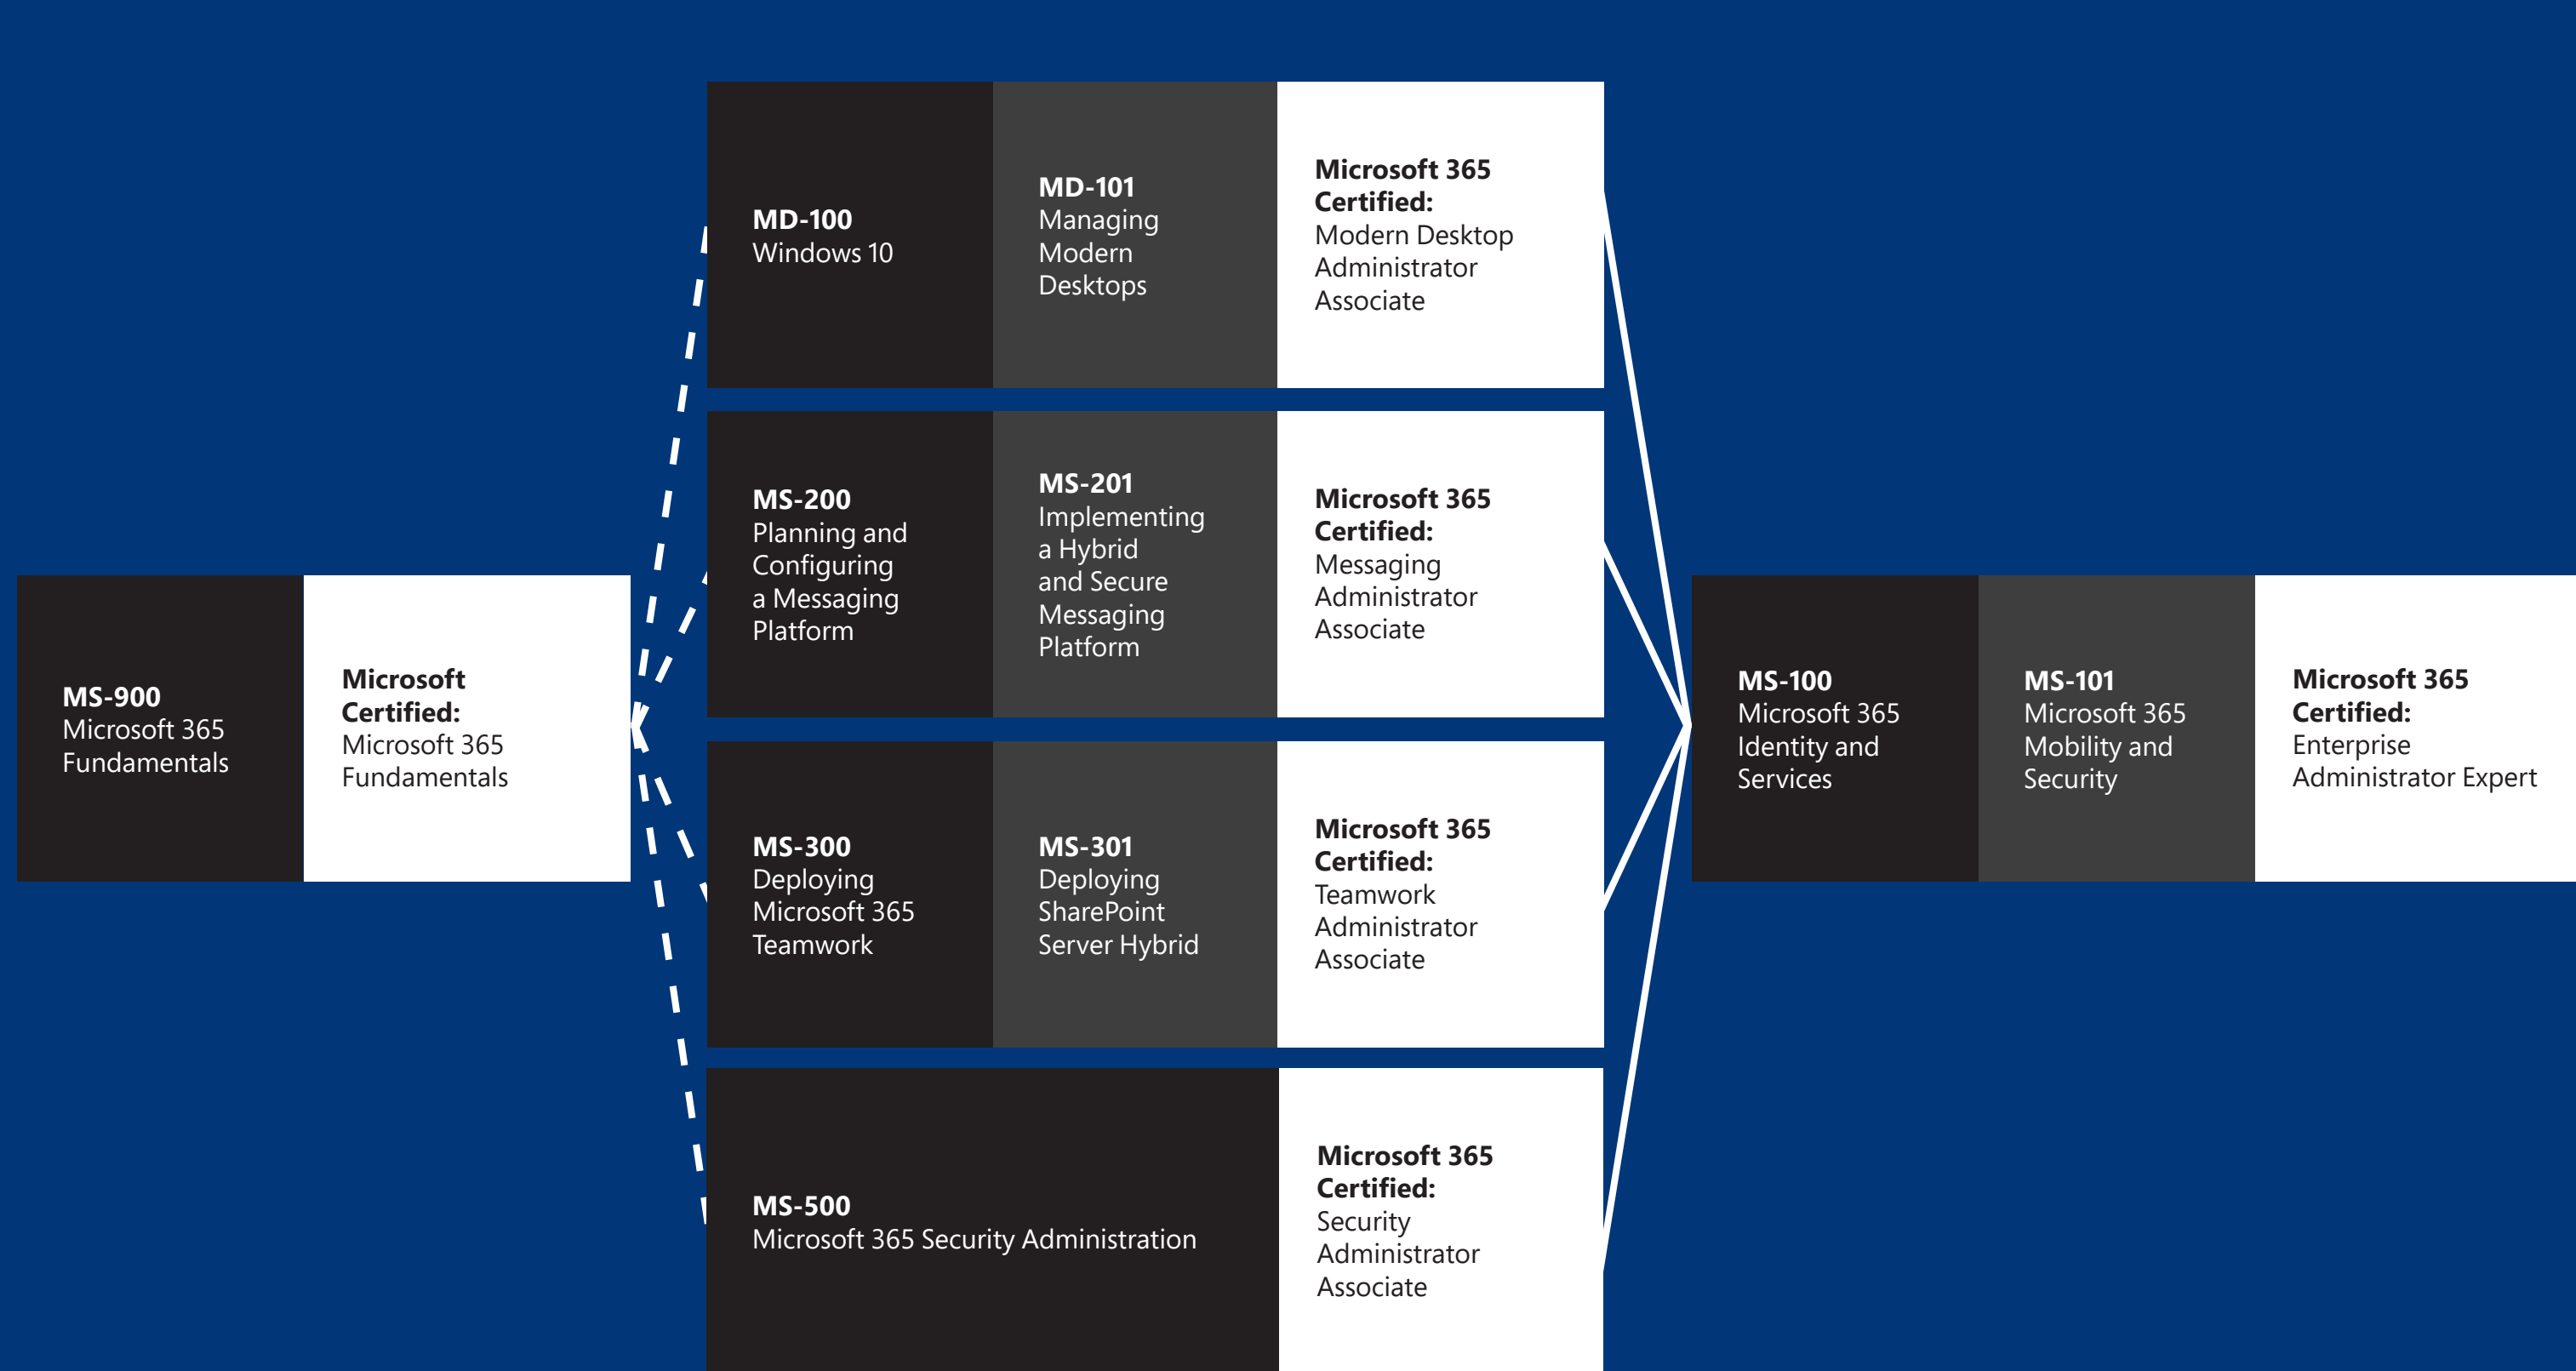 MS-900
Microsoft 365
Fundamentals
Microsoft
Certified:
Microsoft 365
Fundamentals
MD-100
Windows 10
MD-101
Managing
Modern
Desktops
Microsoft 365
Certified:
Modern Desktop
Administrator
Associate
MS-200
Planning and
Configuring
a Messaging
Platform
MS-201
Implementing
a Hybrid
and Secure
Messaging
Platform
Microsoft 365
Certified:
Messaging
Administrator
Associate
MS-300
Deploying
Microsoft 365
Teamwork
MS-301
Deploying
SharePoint
Server Hybrid
Microsoft 365
Certified:
Teamwork
Administrator
Associate
MS-500
Microsoft 365 Security Administration
Microsoft 365
Certified:
Security
Administrator
Associate
MS-100
Microsoft 365
Identity and
Services
MS-101
Microsoft 365
Mobility and
Security
Microsoft 365
Certified:
Enterprise
Administrator Expert